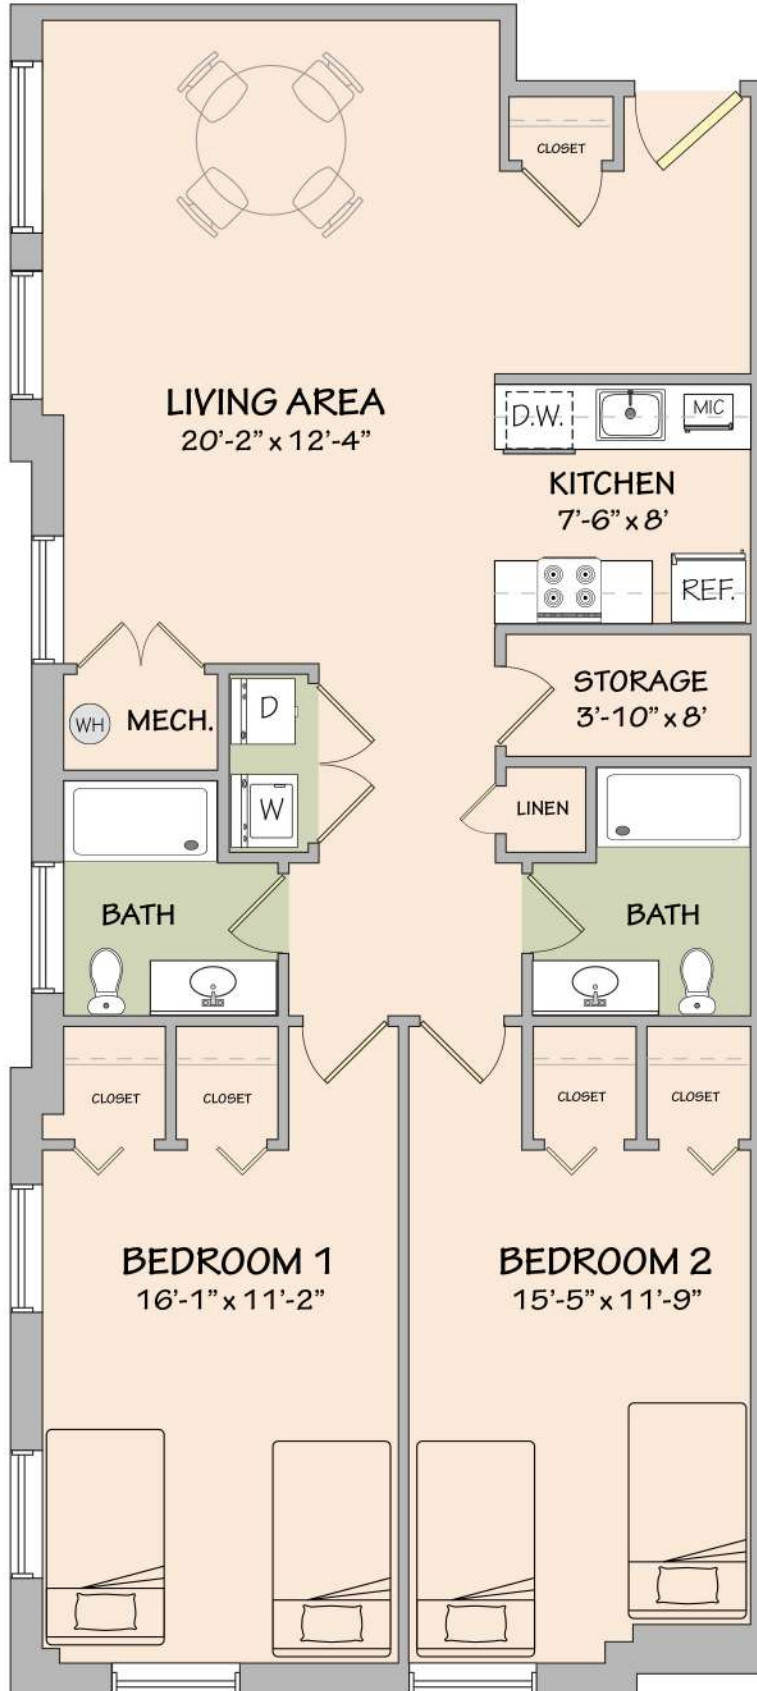 CLOSET
LIVING AREA
20'-2" x 12'-4"
D.W.
MIC
KITCHEN
7'-6" x 8'
REF.
STORAGE
3'-10" x 8'
WH
MECH.
D
W
LINEN
BATH
BATH
CLOSET
CLOSET
CLOSET
CLOSET
BEDROOM 1
16'-1" x 11'-2"
BEDROOM 2
15'-5" x 11'-9"